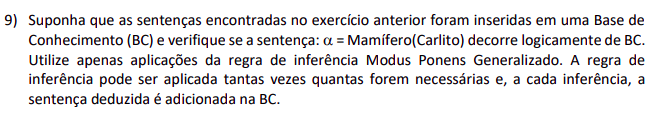 9) Suponha que as sentenças encontradas no exercício anterior foram inseridas em uma Base de
Conhecimento (BC) e verifique se a sentença: α = Mamífero(Carlito) decorre logicamente de BC.
Utilize apenas aplicações da regra de inferência Modus Ponens Generalizado. A regra de
inferência pode ser aplicada tantas vezes quantas forem necessárias e, a cada inferência, a
sentença deduzida é adicionada na BC.